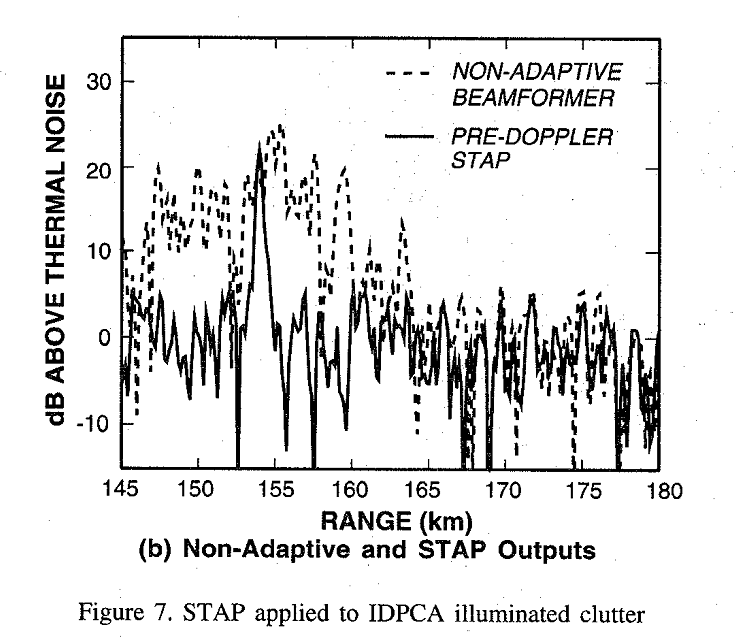 dB ABOVE THERMAL NOISE
30
20
10
0
-10
NON-ADAPTIVE
BEAMFORMER
PRE-DOPPLER
STAP
145 150 155 160 165 170 175 180
RANGE (km)
(b) Non-Adaptive and STAP Outputs
Figure 7. STAP applied to IDPCA illuminated clutter